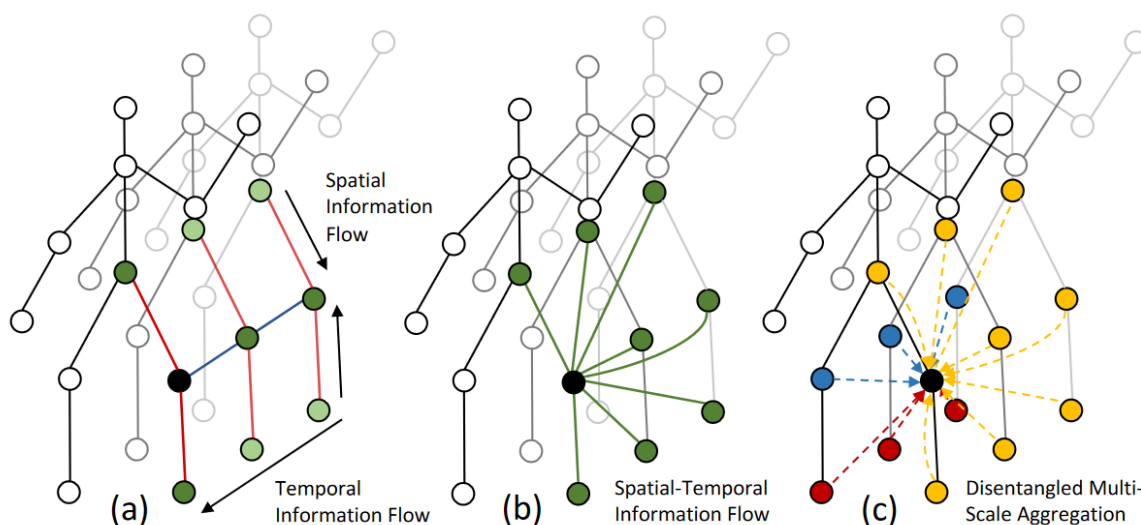 Spatial
Information
Flow
(a)
Temporal
Information Flow
(b)
Spatial-Temporal
Information Flow
(c)
Disentangled Multi-
Scale Aggregation